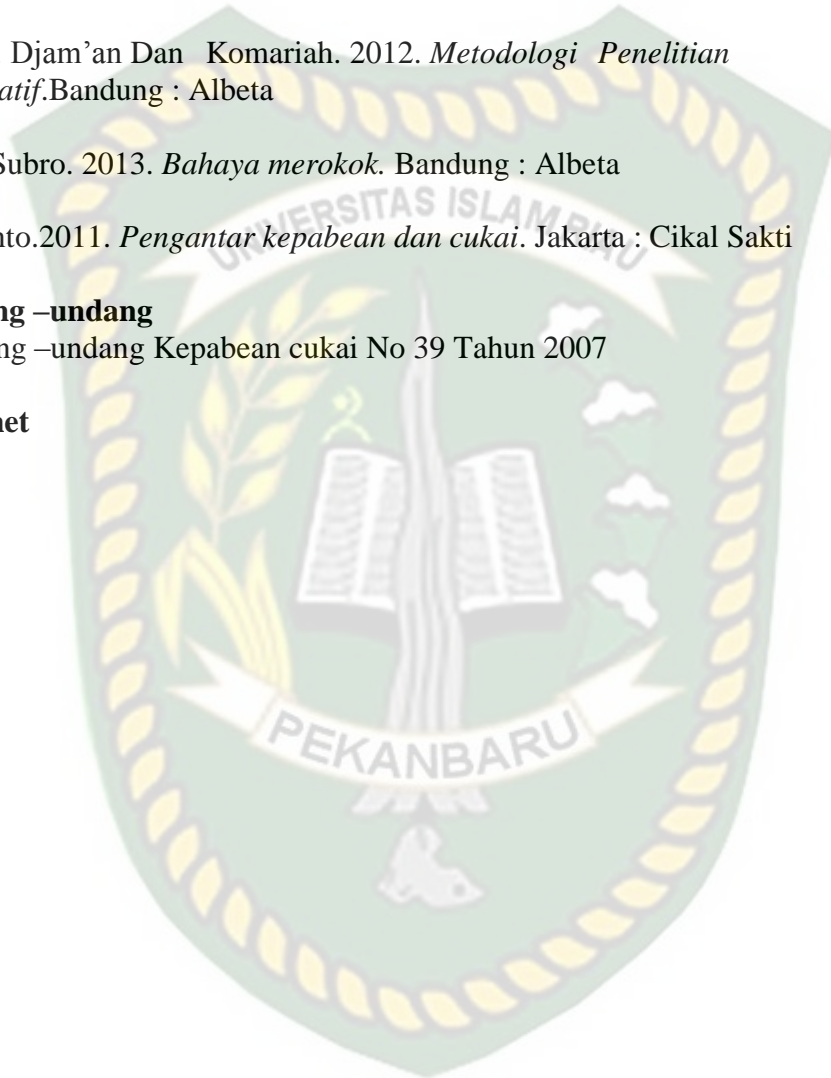 Djam’an Dan Komariah. 2012. Metodologi Penelitian
atif.Bandung : Albeta
Subro. 2013. Bahaya merokok. Bandung : Albeta
nto.2011. Pengantar kepabean dan cukai. Jakarta : Cikal Sakti
ng –undang
ng –undang Kepabean cukai No 39 Tahun 2007
net
UNIVERSITAS ISLAM RIAU
PEKANBARU